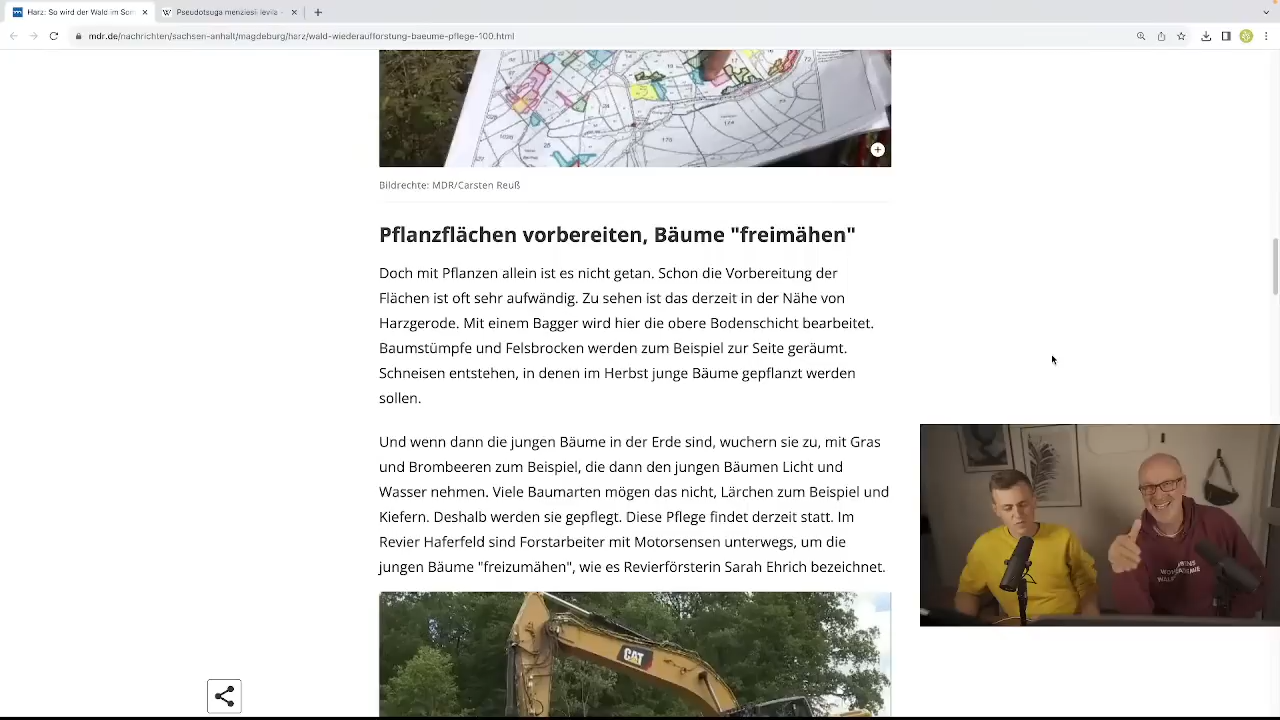 Harz: So wird der Wald im Som
Pseudotsuga menziesii
mdr.de/nachrichten/sachsen-anhalt/magdeburg/harz/wald-wiederaufforstung-baeume-pflege-100.html
Bildrechte: MDR/Carsten Reuß
Pflanzflächen vorbereiten, Bäume "freimähen"
Doch mit Pflanzen allein ist es nicht getan. Schon die Vorbereitung der
Flächen ist oft sehr aufwändig. Zu sehen ist das derzeit in der Nähe von
Harzgerode. Mit einem Bagger wird hier die obere Bodenschicht bearbeitet.
Baumstümpfe und Felsbrocken werden zum Beispiel zur Seite geräumt.
Schneisen entstehen, in denen im Herbst junge Bäume gepflanzt werden
sollen.
Und wenn dann die jungen Bäume in der Erde sind, wuchern sie zu, mit Gras
und Brombeeren zum Beispiel, die dann den jungen Bäumen Licht und
Wasser nehmen. Viele Baumarten mögen das nicht, Lärchen zum Beispiel und
Kiefern. Deshalb werden sie gepflegt. Diese Pflege findet derzeit statt. Im
Revier Haferfeld sind Forstarbeiter mit Motorsensen unterwegs, um die
jungen Bäume "freizumähen", wie es Revierförsterin Sarah Ehrich bezeichnet.
CAT